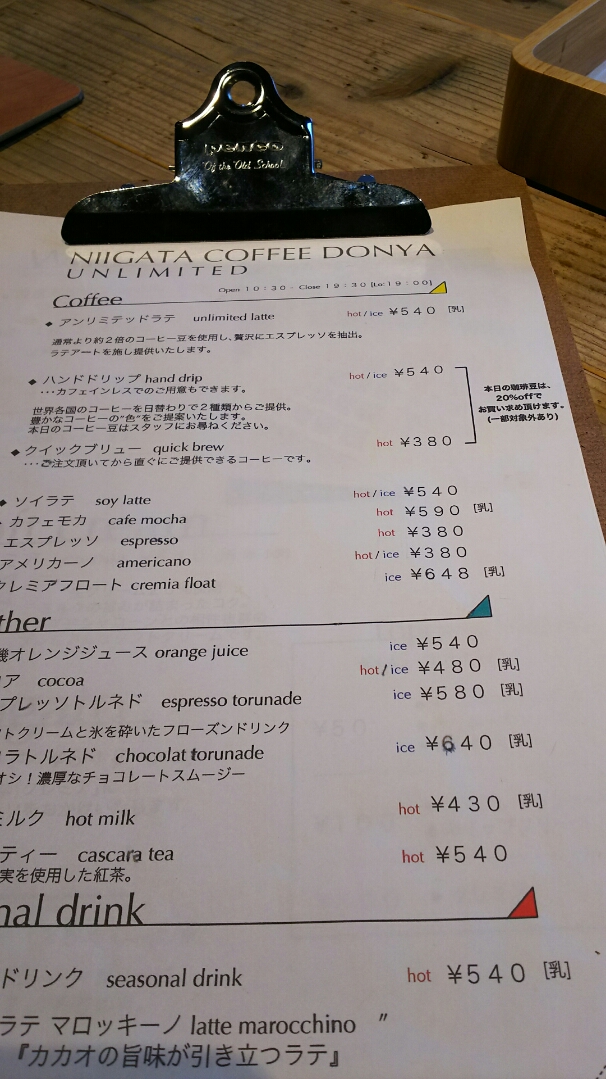 Of the Old School
NIIGATA COFFEE DONYA
UNLIMITED
Open 10:30 - Close 19:30 [Lo:19:00]
Coffee
◆ アンリミテッドラテ unlimited latte hot / ice ¥540 [乳]
通常より約2倍のコーヒー豆を使用し、贅沢にエスプレッソを抽出。
ラテアートを施し提供いたします。
◆ ハンドドリップ hand drip hot / ice ¥540
･･･カフェインレスでのご用意もできます。
世界各国のコーヒーを日替わりで2種類からご提供。
豊かなコーヒーの"色"をご提案いたします。
本日のコーヒー豆はスタッフにお尋ねください。
本日の珈琲豆は、
20%offで
お買い求め頂けます。
(一部対象外あり)
◆ クイックブリュー quick brew hot ¥380
･･･ご注文頂いてから直ぐにご提供できるコーヒーです。
◆ ソイラテ soy latte hot / ice ¥540
カフェモカ cafe mocha hot ¥590 [乳]
エスプレッソ espresso hot ¥380
アメリカーノ americano hot / ice ¥380
クレミアフロート cremia float ice ¥648 [乳]
ther
機オレンジジュース orange juice ice ¥540
ア cocoa hot / ice ¥480 [乳]
プレッソトルネド espresso torunade ice ¥580 [乳]
トクリームと氷を砕いたフローズンドリンク
ラトルネド chocolat torunade ice ¥640 [乳]
オシ！濃厚なチョコレートスムージー
ミルク hot milk hot ¥430 [乳]
ティー cascara tea hot ¥540
実を使用した紅茶。
nal drink
ドリンク seasonal drink hot ¥540 [乳]
ラテ マロッキーノ latte marocchino ″
『カカオの旨味が引き立つラテ』